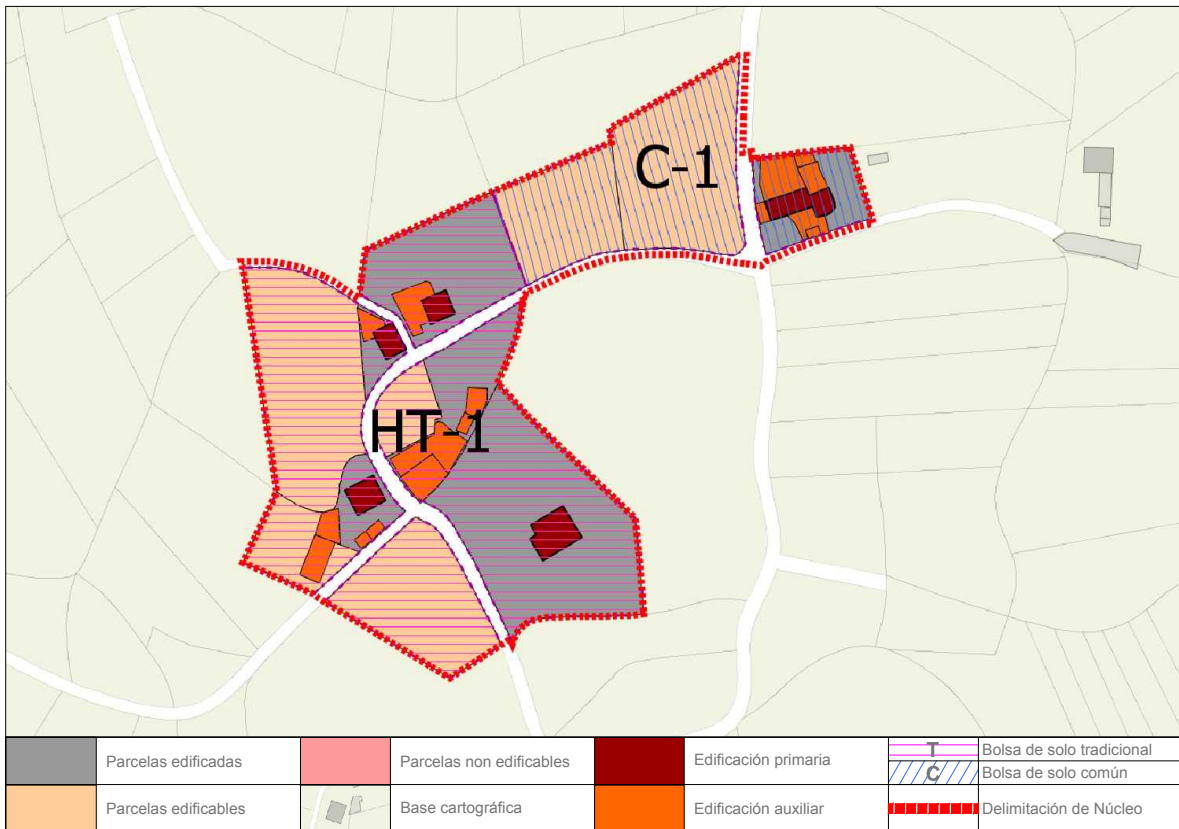 C-1
HT-1
Parcelas edificadas
Parcelas non edificables
Edificación primaria
T
Bolsa de solo tradicional
C
Bolsa de solo común
Parcelas edificables
Base cartográfica
Edificación auxiliar
Delimitación de Núcleo